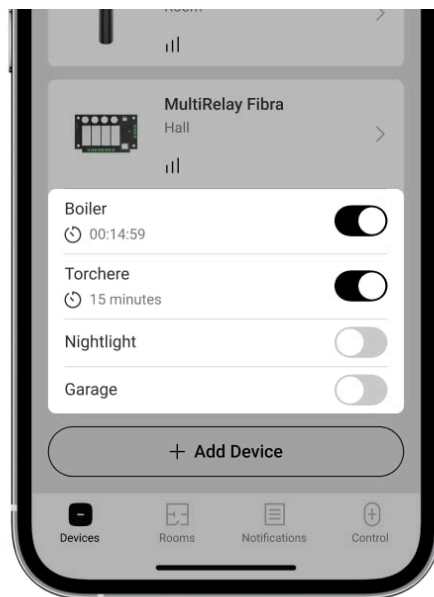 MultiRelay Fibra
Hall
Boiler
00:14:59
Torchere
15 minutes
Nightlight
Garage
+ Add Device
Devices
Rooms
Notifications
Control